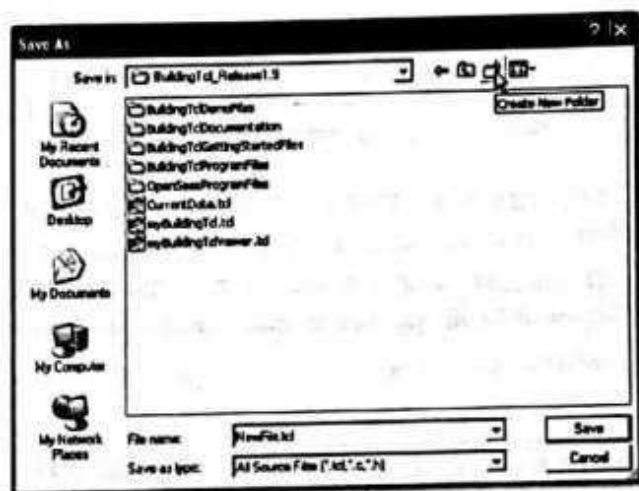 Save As
Save in:
BuildingTcl_Release1.9
Create New Folder
My Recent
Documents
Desktop
My Documents
My Computer
My Network
Places
BuildingTclDemoFiles
BuildingTclDocumentation
BuildingTclGettingStartedFiles
BuildingTclProgramFiles
OpenSeesProgramFiles
CurrentData.tcl
myBuildingTcl.tcl
myBuildingTclViewer.tcl
File name:
NewFile.tcl
Save
Save as type:
All Source Files (*.tcl,*.c,*.h)
Cancel